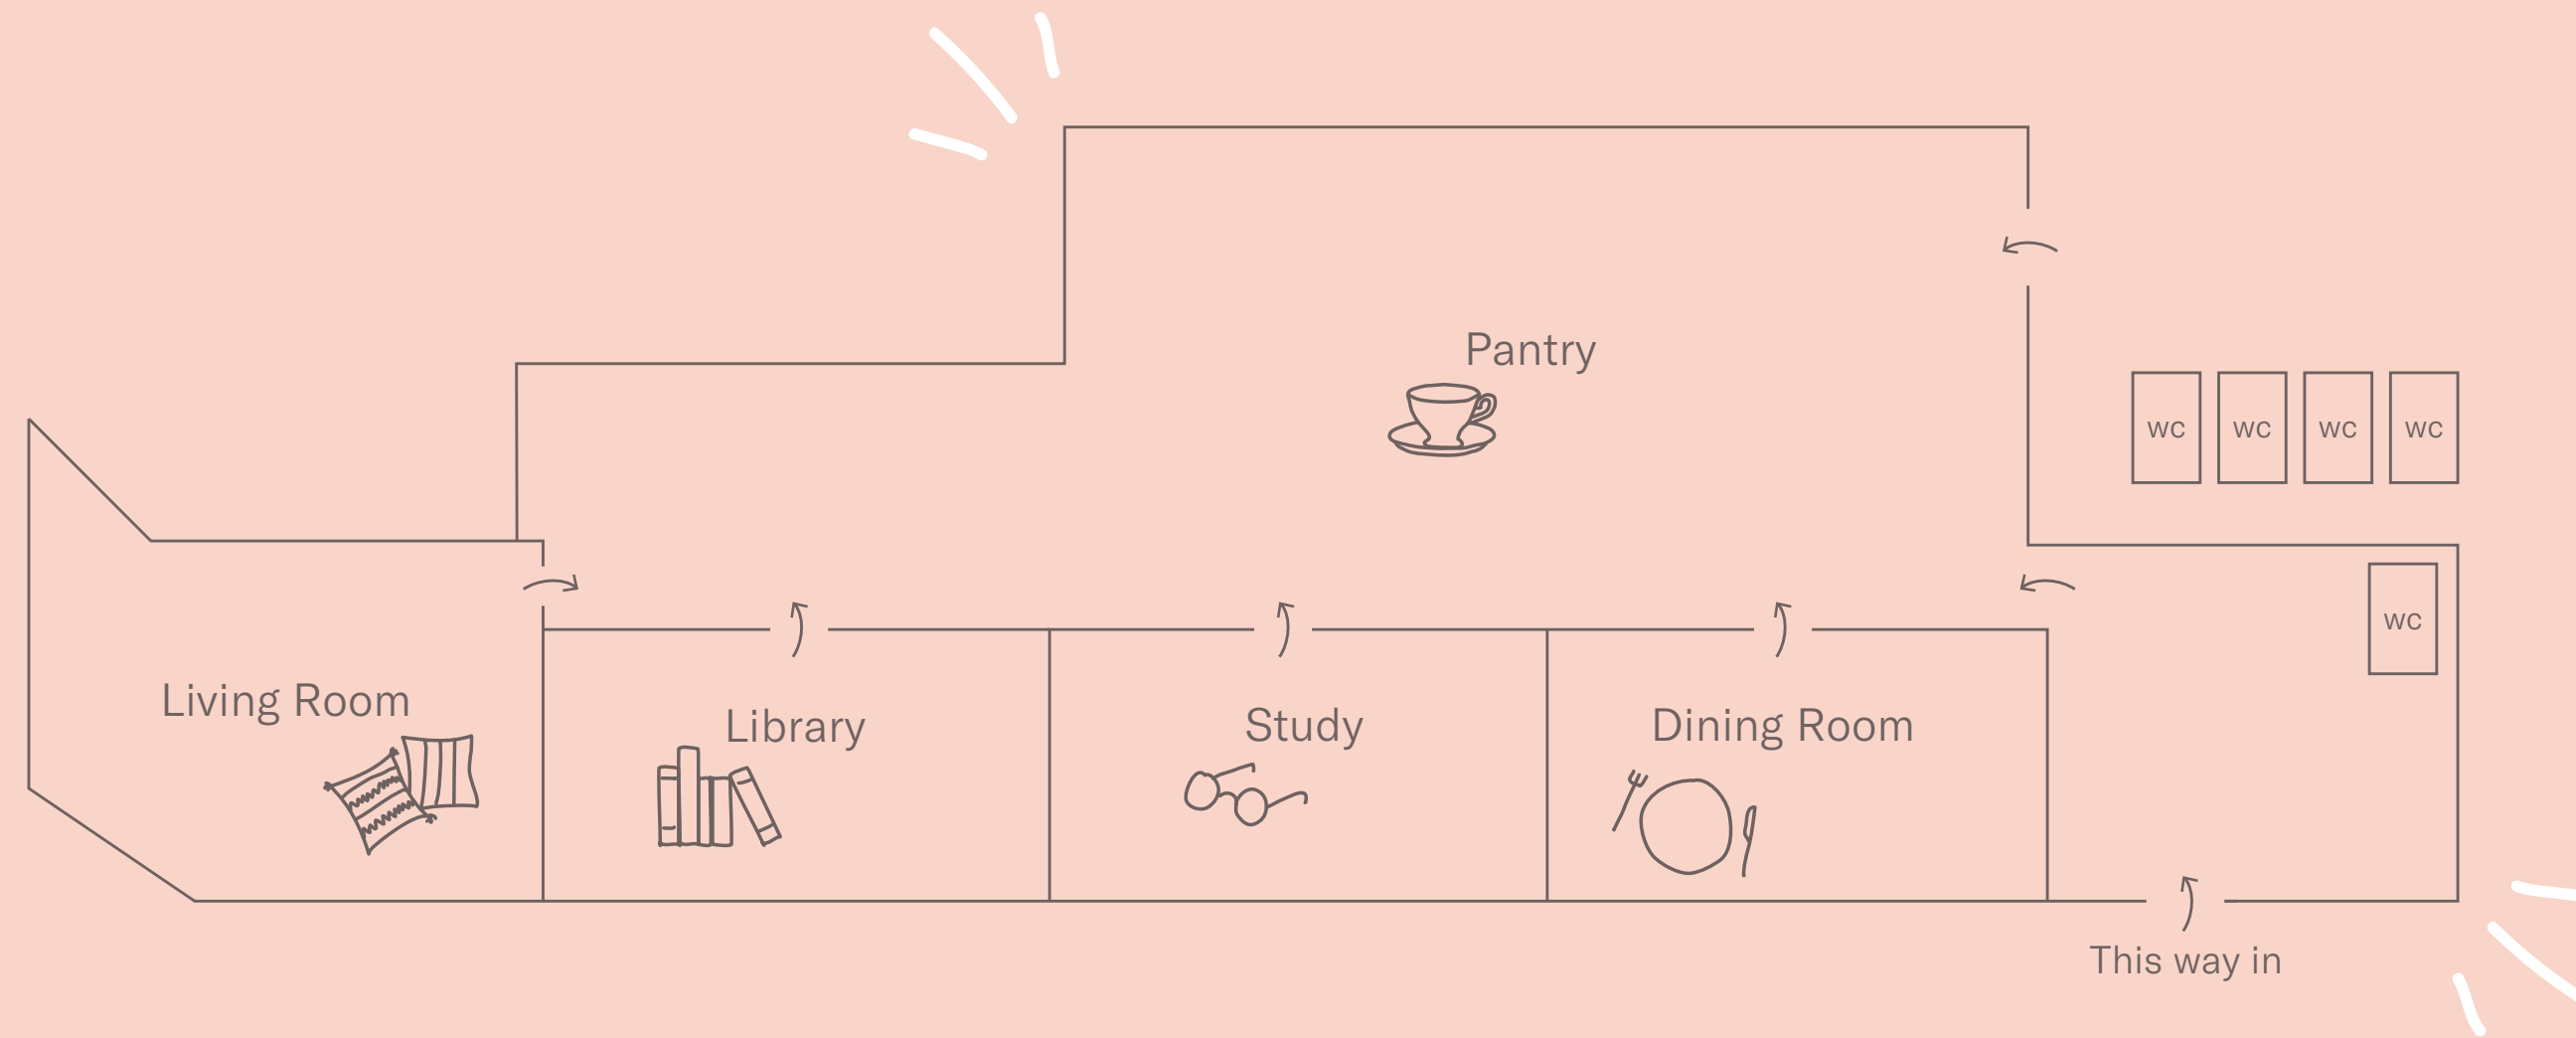 Pantry
wc wc wc wc
wc
Living Room
Library
Study
Dining Room
This way in